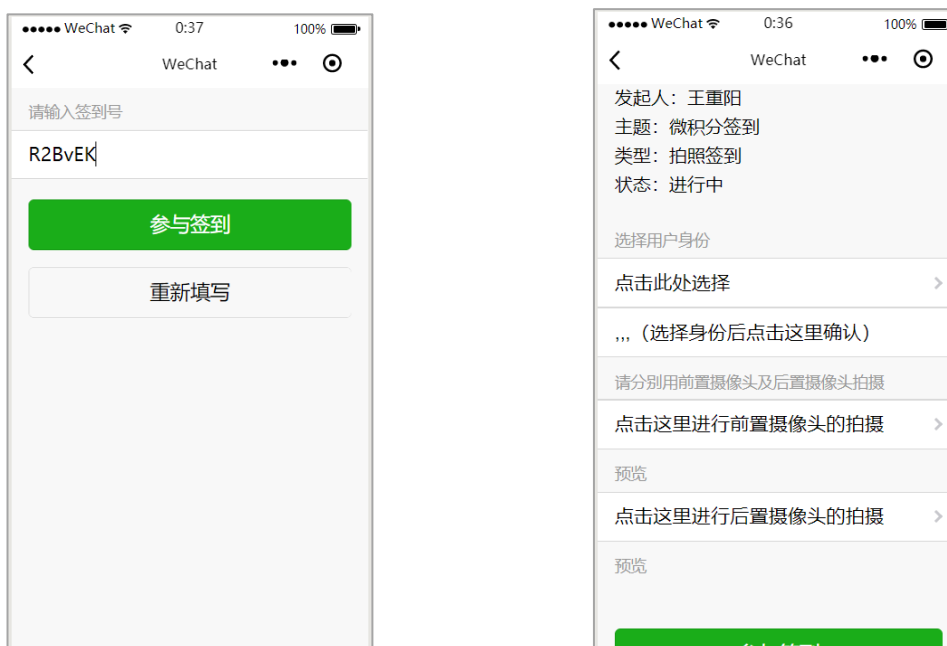 WeChat 0:37 100%
WeChat
请输入签到号
R2BvEK
参与签到
重新填写
WeChat 0:36 100%
WeChat
发起人：王重阳
主题：微积分签到
类型：拍照签到
状态：进行中
选择用户身份
点击此处选择
,,,（选择身份后点击这里确认）
请分别用前置摄像头及后置摄像头拍摄
点击这里进行前置摄像头的拍摄
预览
点击这里进行后置摄像头的拍摄
预览